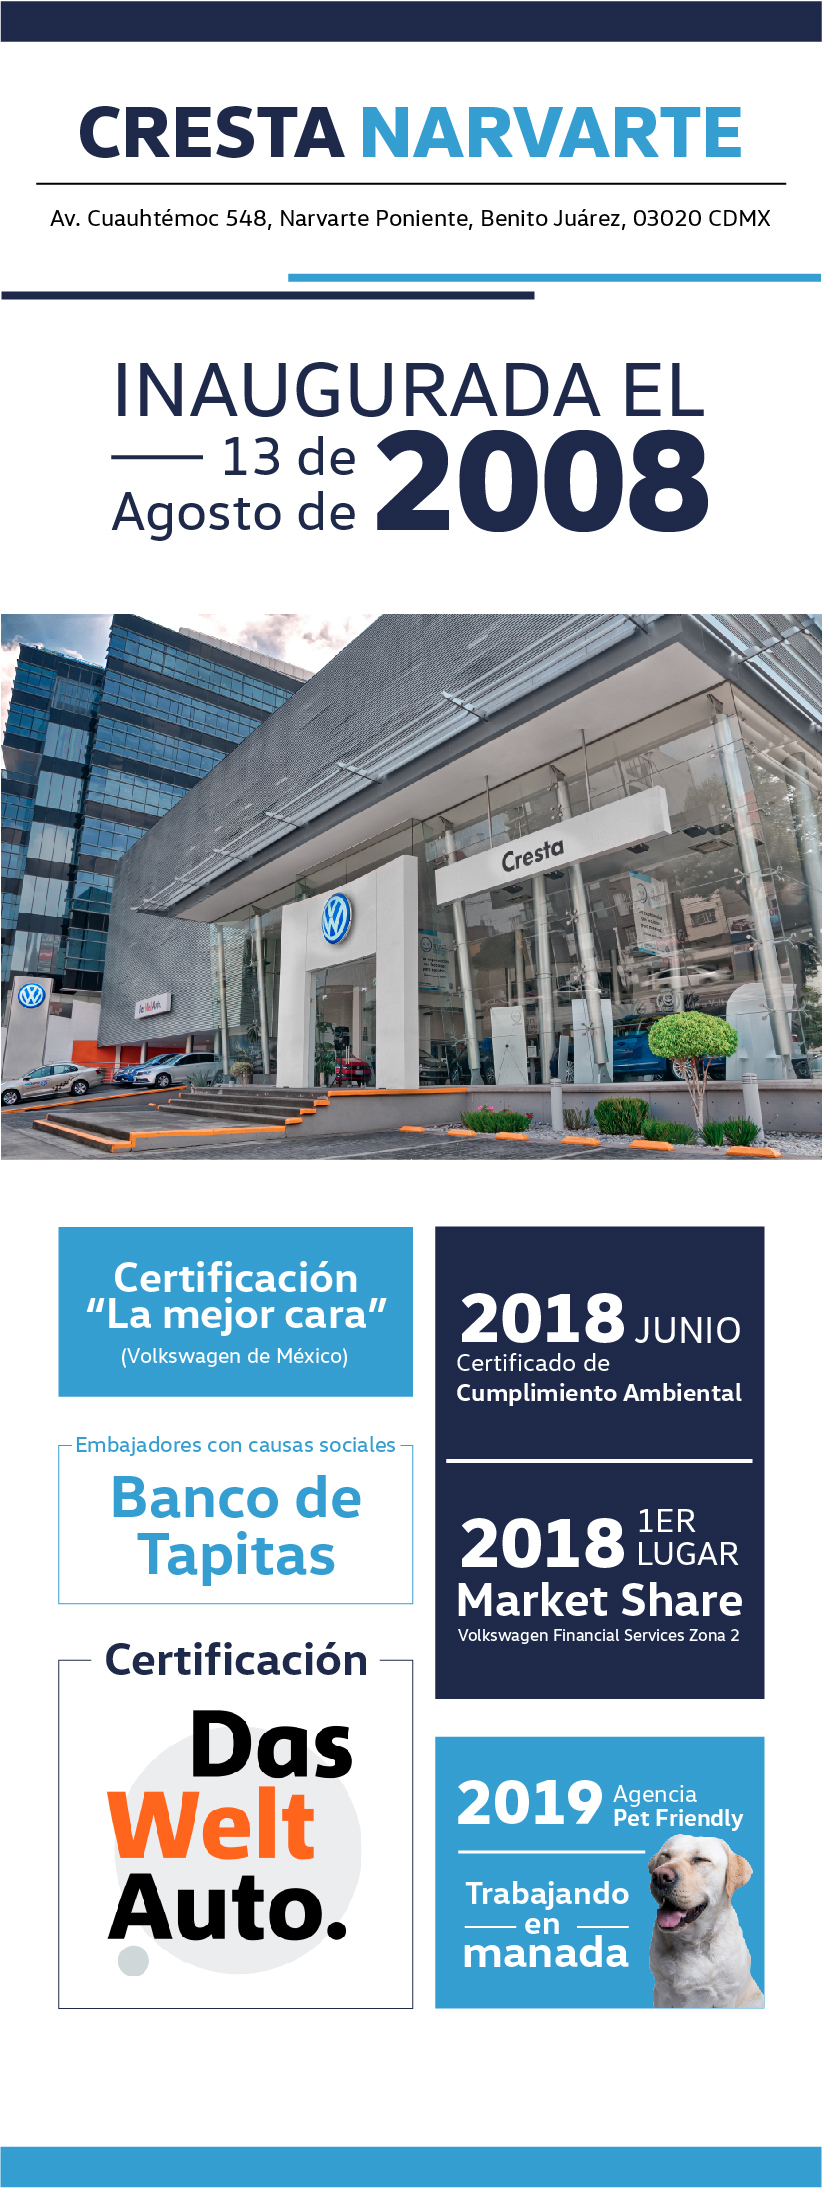 CRESTA NARVARTE
Av. Cuauhtémoc 548, Narvarte Poniente, Benito Juárez, 03020 CDMX
INAUGURADA EL
13 de
Agosto de 2008
Cresta
Certificación
“La mejor cara”
(Volkswagen de México)
Embajadores con causas sociales
Banco de
Tapitas
Certificación
Das
Welt
Auto.
2018 JUNIO
Certificado de
Cumplimiento Ambiental
2018 1ER
LUGAR
Market Share
Volkswagen Financial Services Zona 2
2019 Agencia
Pet Friendly
Trabajando
en
manada